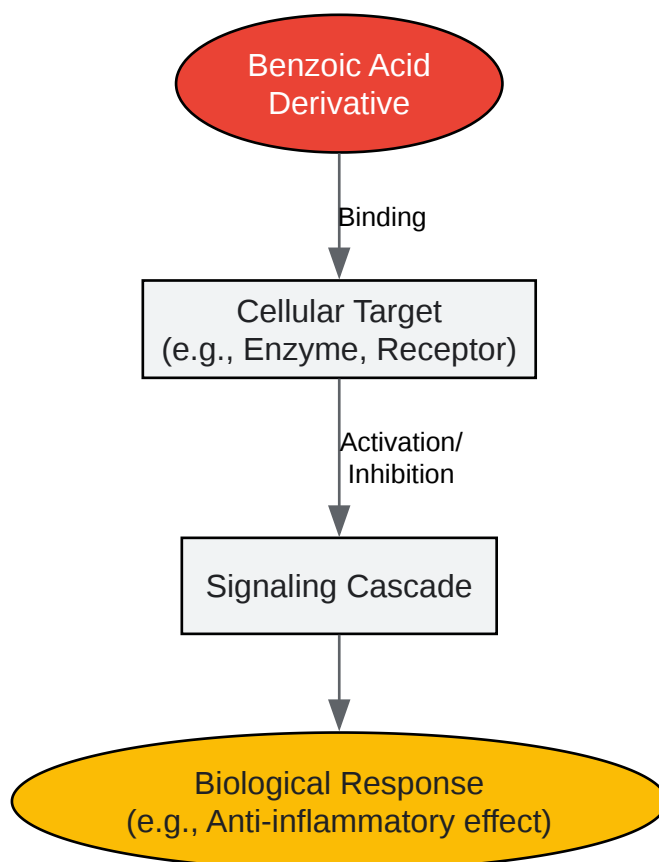 Benzoic Acid
Derivative
Binding
Cellular Target
(e.g., Enzyme, Receptor)
Activation/
Inhibition
Signaling Cascade
Biological Response
(e.g., Anti-inflammatory effect)